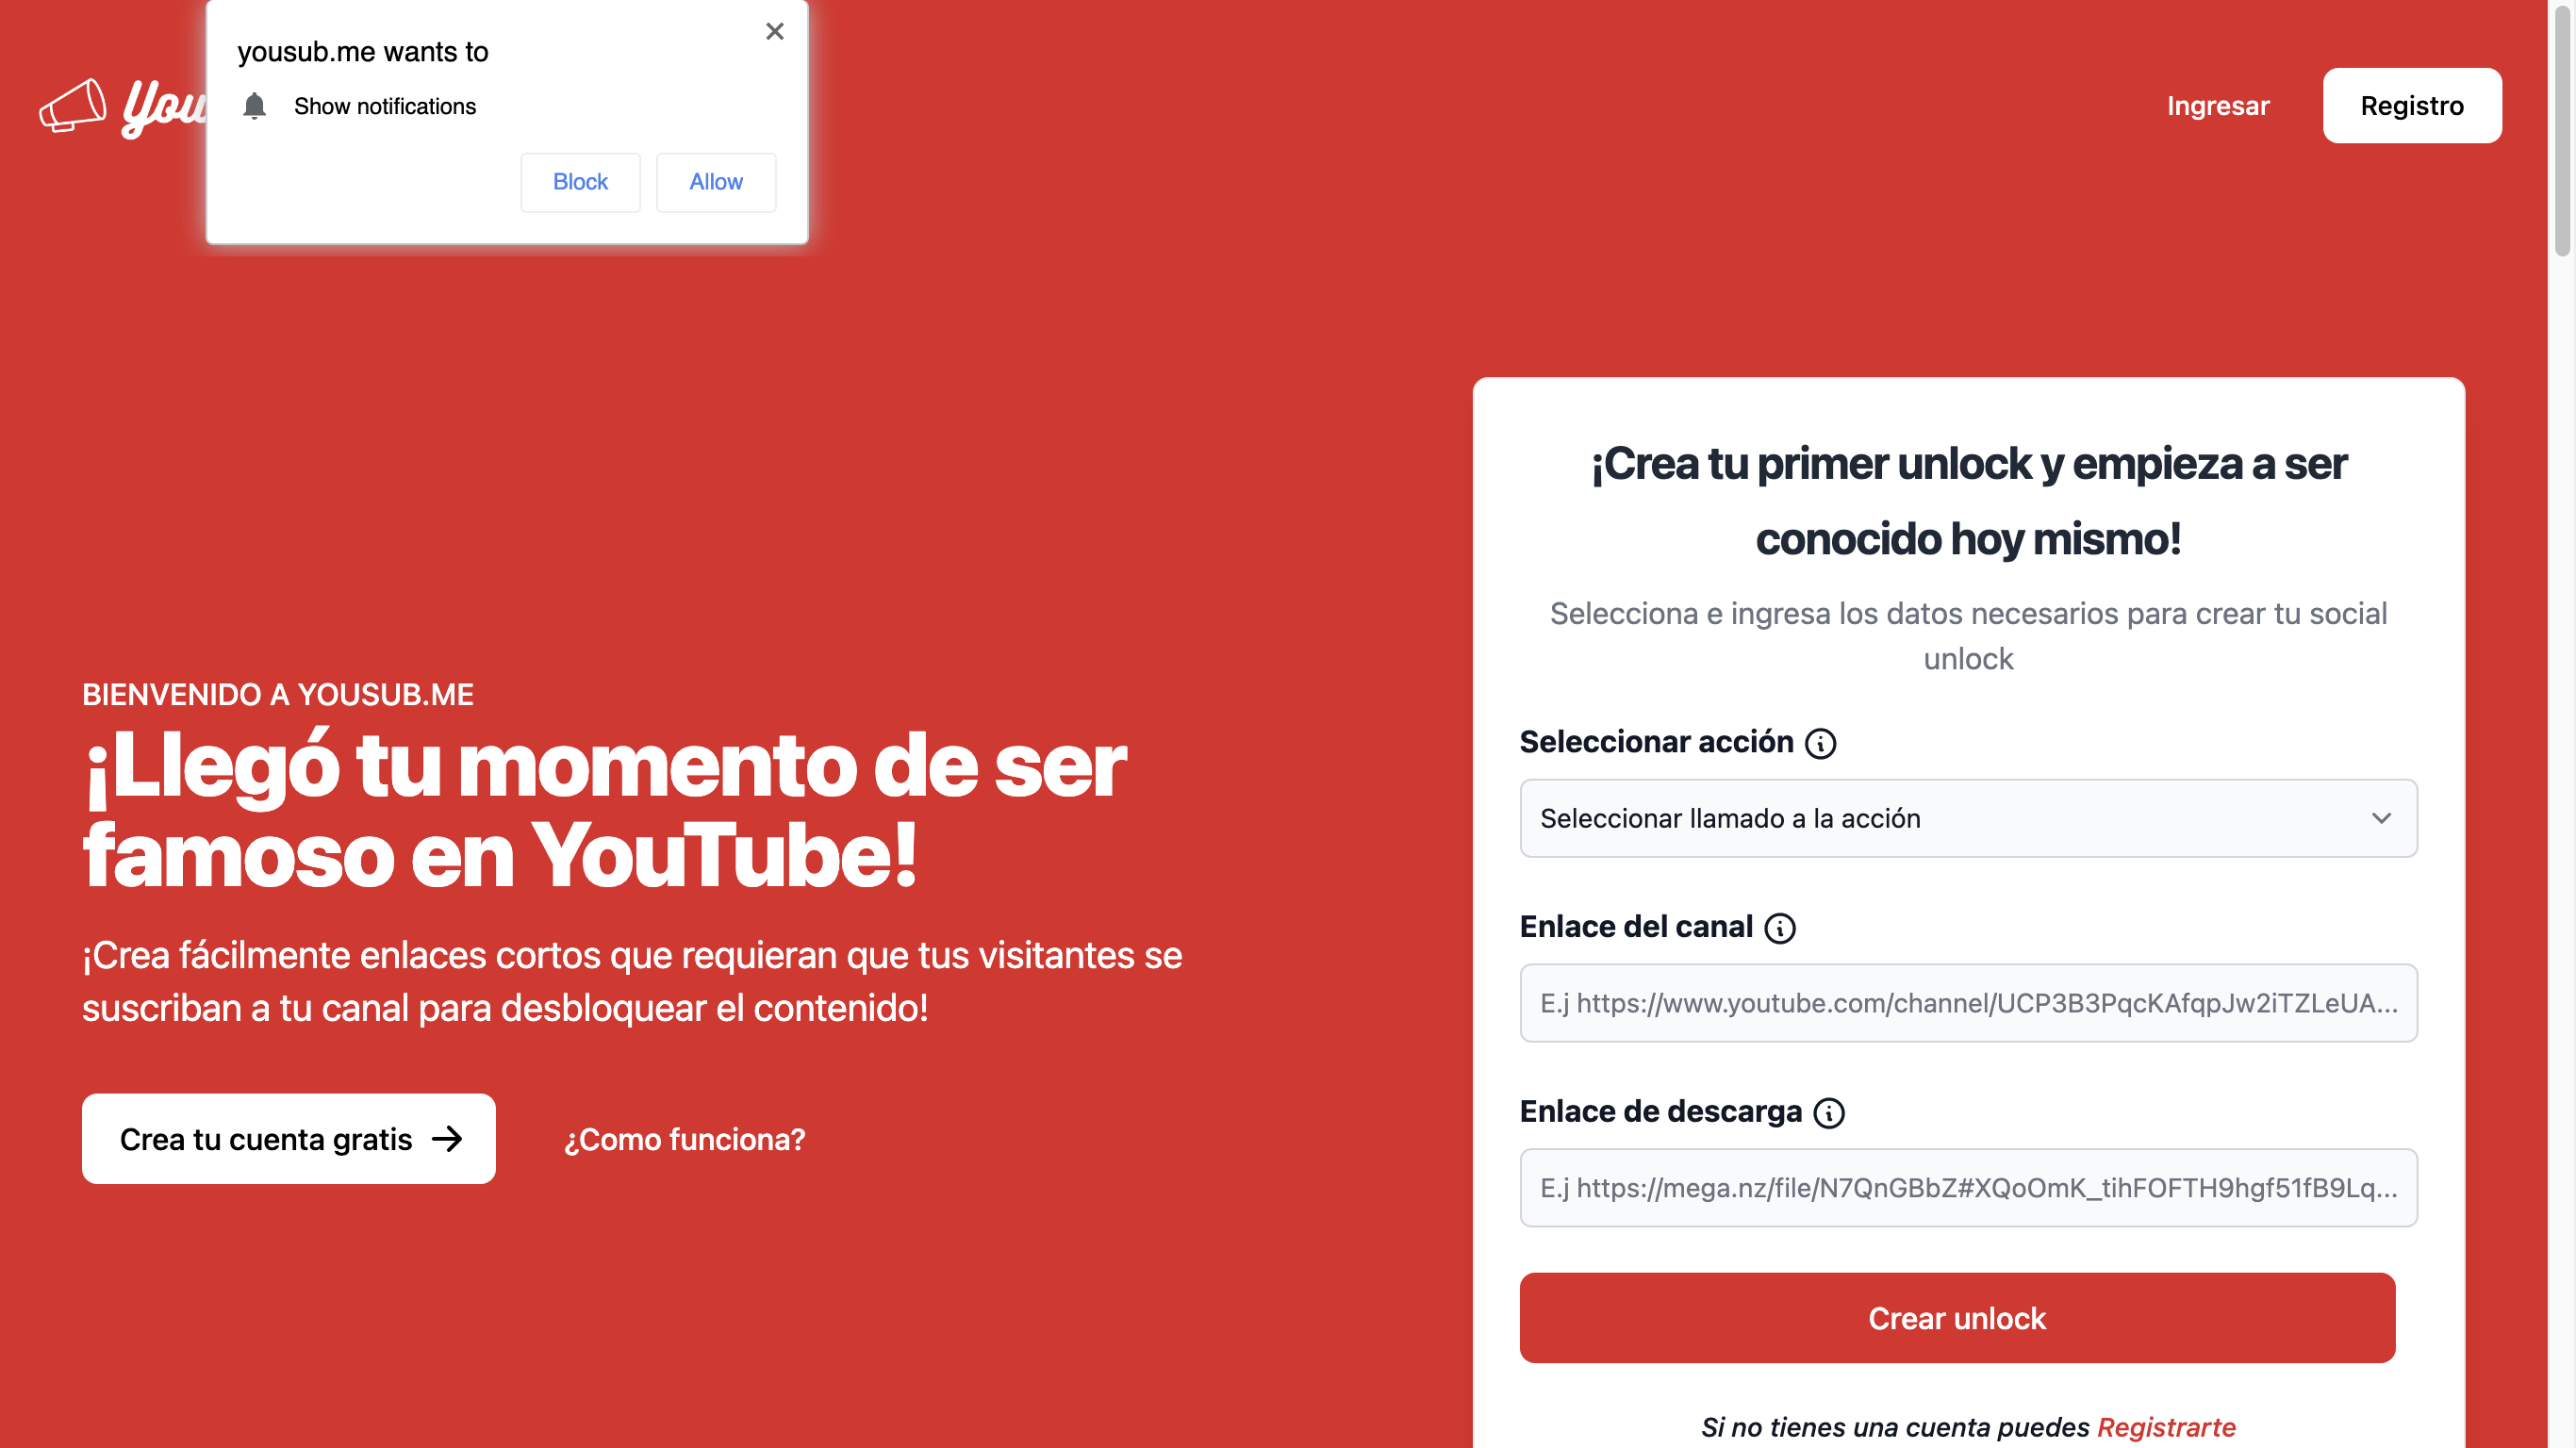 yousub.me wants to
Show notifications
Block
Allow
You
Ingresar
Registro
BIENVENIDO A YOUSUB.ME
¡Llegó tu momento de ser
famoso en YouTube!
¡Crea fácilmente enlaces cortos que requieran que tus visitantes se
suscriban a tu canal para desbloquear el contenido!
Crea tu cuenta gratis
¿Como funciona?
¡Crea tu primer unlock y empieza a ser
conocido hoy mismo!
Selecciona e ingresa los datos necesarios para crear tu social
unlock
Seleccionar acción
Seleccionar llamado a la acción
Enlace del canal
E.j https://www.youtube.com/channel/UCP3B3PqcKAfqpJw2iTZLeUA...
Enlace de descarga
E.j https://mega.nz/file/N7QnGBbZ#XQoOmK_tihFOFTH9hgf51fB9Lq...
Crear unlock
Si no tienes una cuenta puedes Registrarte